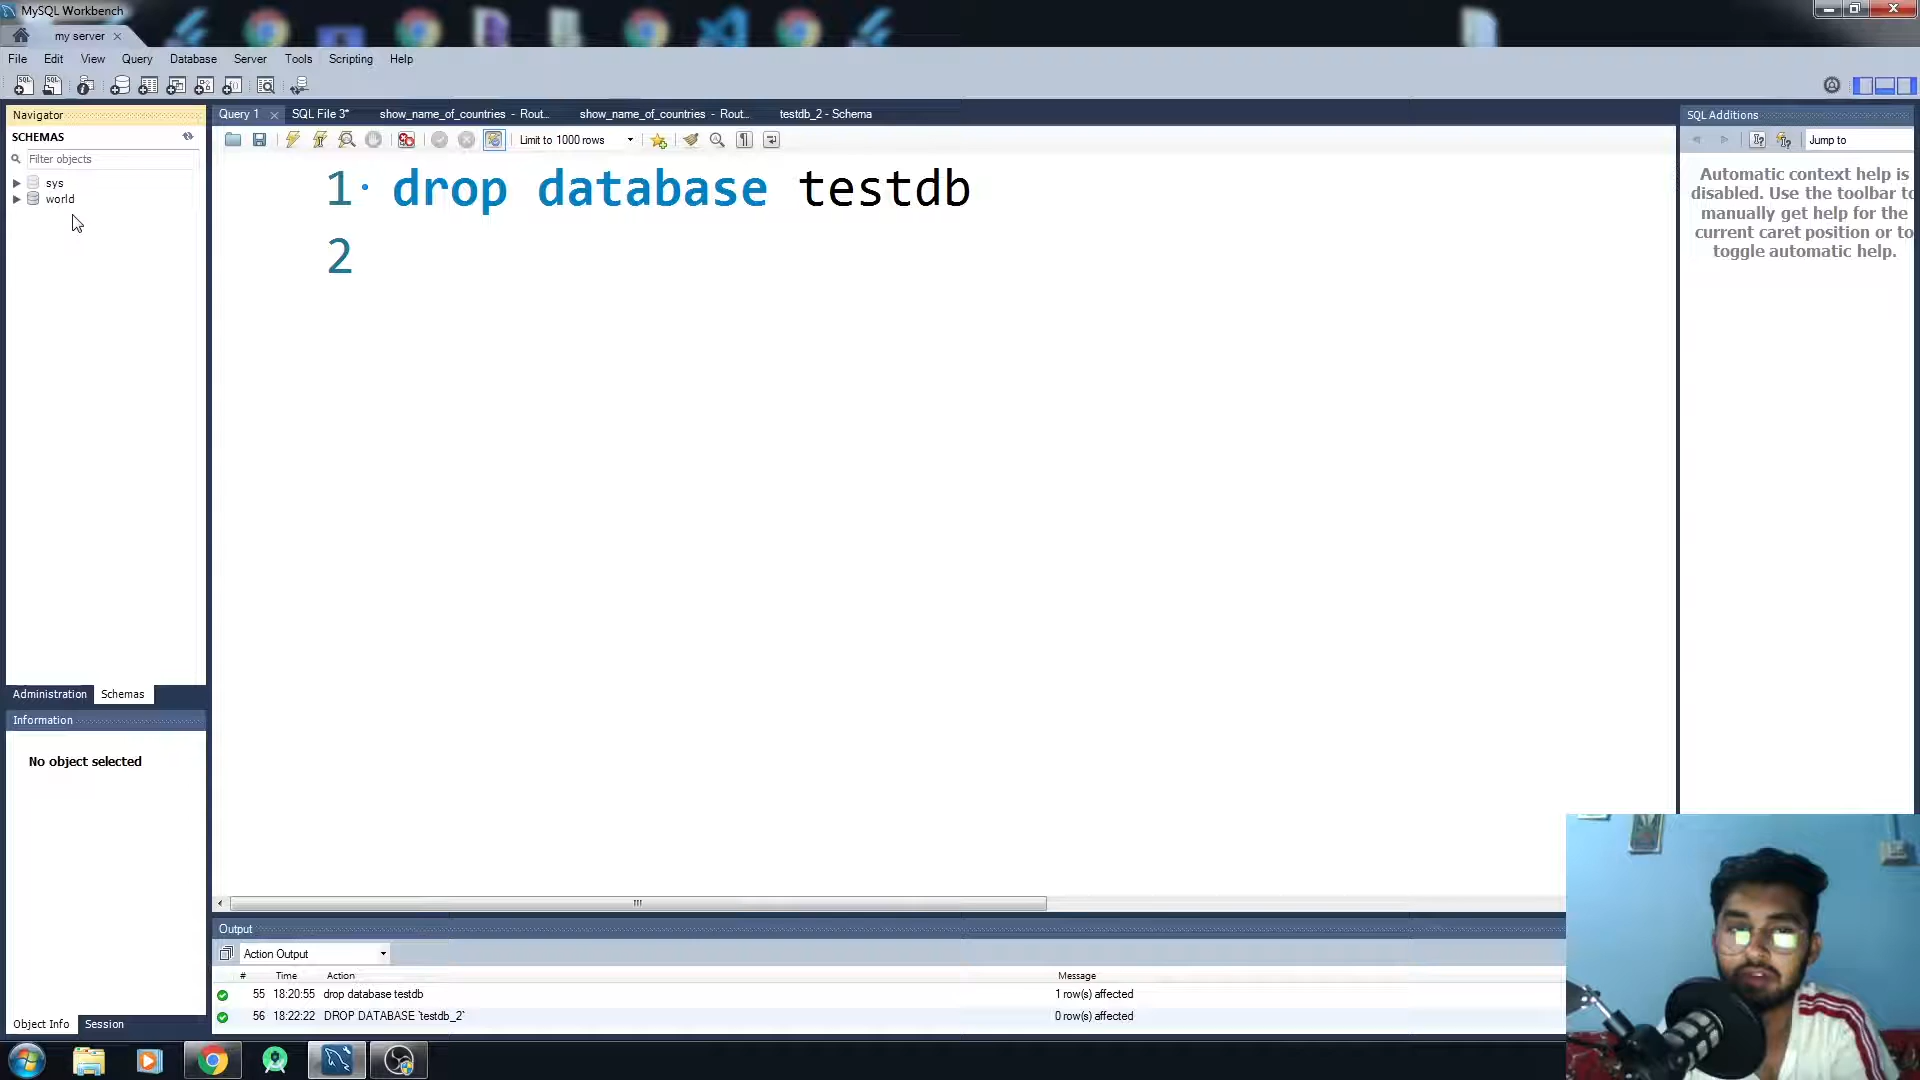 MySQL Workbench
my server
File Edit View Query Database Server Tools Scripting Help
Navigator
SCHEMAS
Filter objects
sys
world
Administration Schemas
Information
No object selected
Object Info Session
Query 1 SQL File 3* show_name_of_countries - Rout... show_name_of_countries - Rout... testdb_2 - Schema
Limit to 1000 rows
1 drop database testdb
2
Output
Action Output
# Time Action Message
55 18:20:55 drop database testdb 1 row(s) affected
56 18:22:22 DROP DATABASE `testdb_2` 0 row(s) affected
SQL Additions
Jump to
Automatic context help is
disabled. Use the toolbar to
manually get help for the
current caret position or to
toggle automatic help.